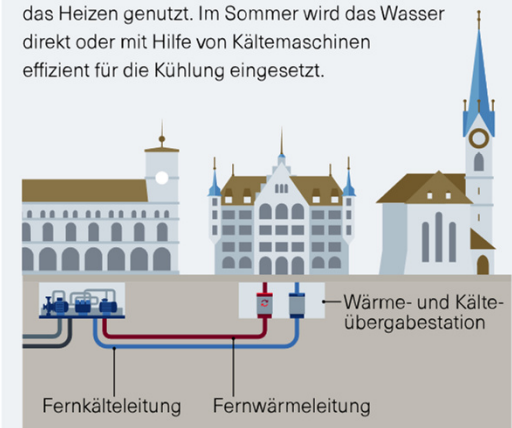 das Heizen genutzt. Im Sommer wird das Wasser
direkt oder mit Hilfe von Kältemaschinen
effizient für die Kühlung eingesetzt.
Wärme- und Kälte-
übergabestation
Fernkälteleitung
Fernwärmeleitung